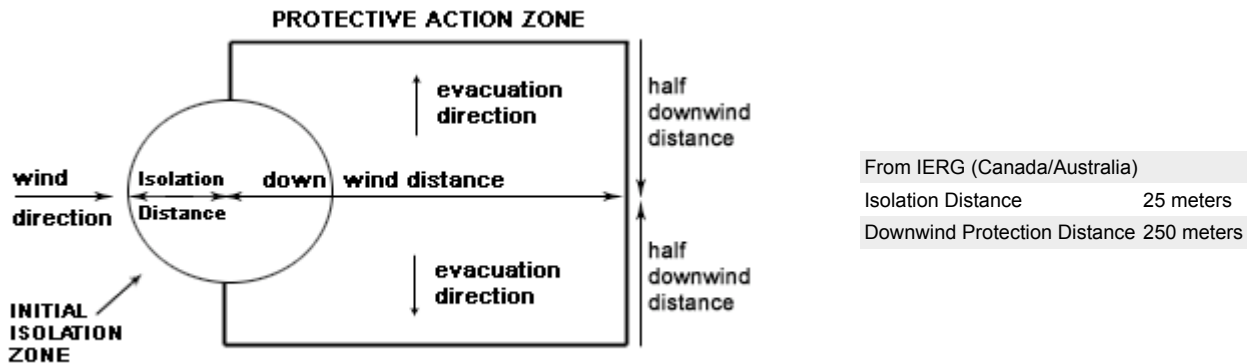 PROTECTIVE ACTION ZONE
evacuation
direction
half
downwind
distance
wind
direction
Isolation
Distance
down wind distance
evacuation
direction
half
downwind
distance
INITIAL
ISOLATION
ZONE
From IERG (Canada/Australia)
Isolation Distance 25 meters
Downwind Protection Distance 250 meters